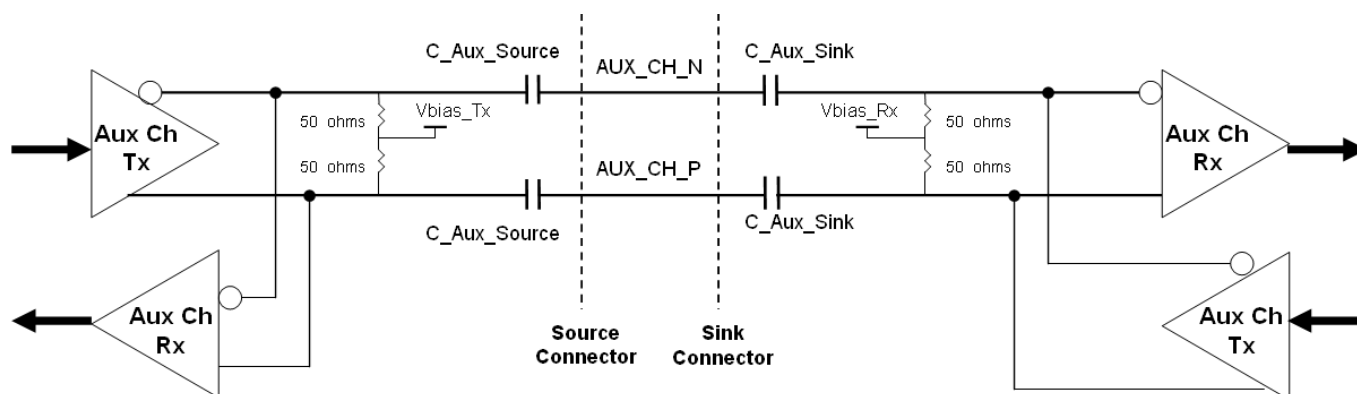 C_Aux_Source
AUX_CH_N
C_Aux_Sink
Aux Ch
Tx
50 ohms
Vbias_Tx
50 ohms
Vbias_Rx
50 ohms
50 ohms
Aux Ch
Rx
AUX_CH_P
C_Aux_Source
C_Aux_Sink
Aux Ch
Rx
Source
Connector
Sink
Connector
Aux Ch
Tx